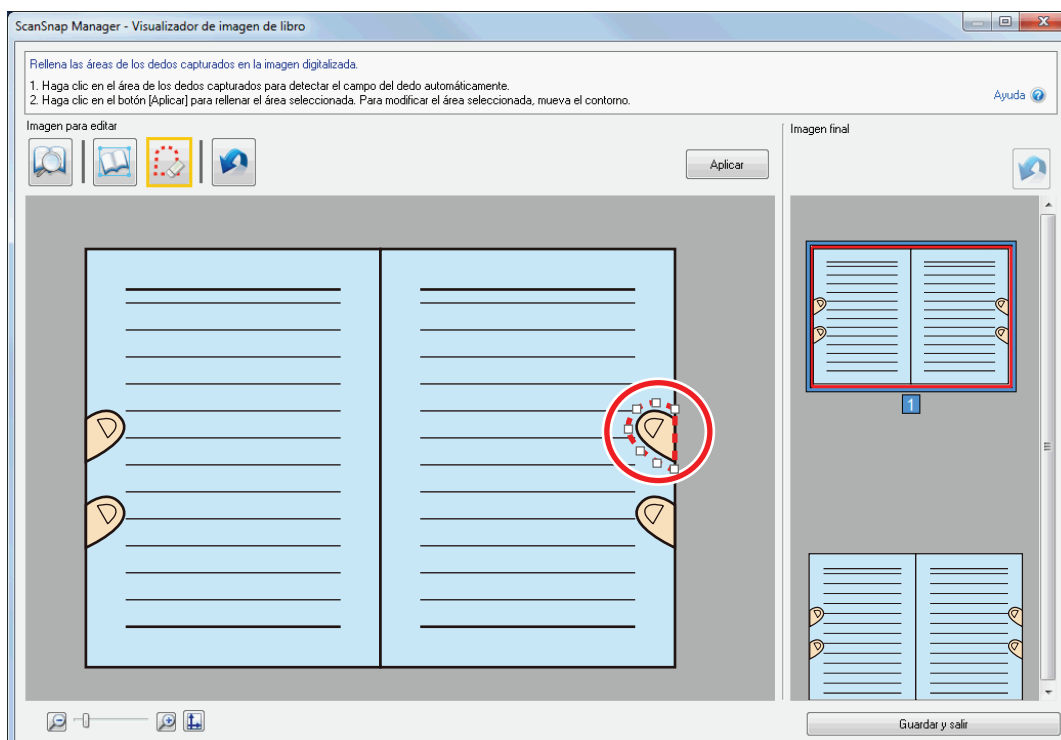 ScanSnap Manager - Visualizador de imagen de libro
Rellena las áreas de los dedos capturados en la imagen digitalizada.
1. Haga clic en el área de los dedos capturados para detectar el campo del dedo automáticamente.
2. Haga clic en el botón [Aplicar] para rellenar el área seleccionada. Para modificar el área seleccionada, mueva el contorno.
Ayuda
Imagen para editar
Aplicar
Imagen final
1
Guardar y salir